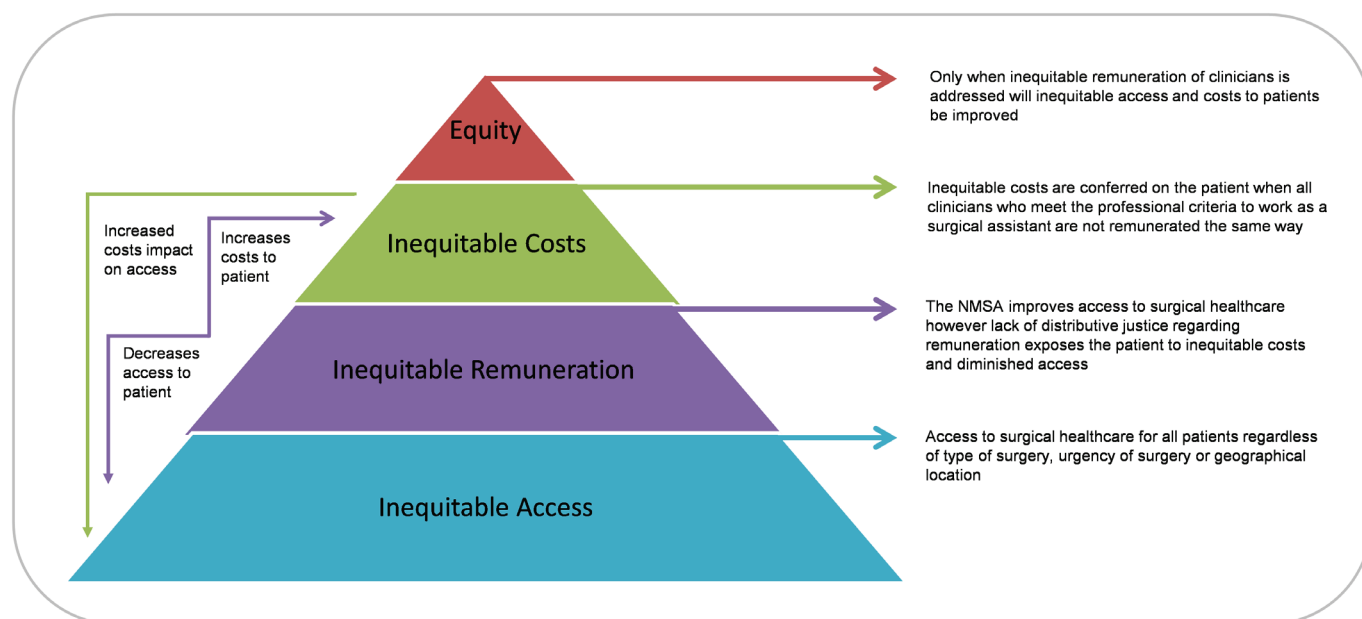 Equity
Only when inequitable remuneration of clinicians is
addressed will inequitable access and costs to patients
be improved
Increased
costs impact
on access
Increases
costs to
patient
Inequitable Costs
Inequitable costs are conferred on the patient when all
clinicians who meet the professional criteria to work as a
surgical assistant are not remunerated the same way
Decreases
access to
patient
Inequitable Remuneration
The NMSA improves access to surgical healthcare
however lack of distributive justice regarding
remuneration exposes the patient to inequitable costs
and diminished access
Inequitable Access
Access to surgical healthcare for all patients regardless
of type of surgery, urgency of surgery or geographical
location